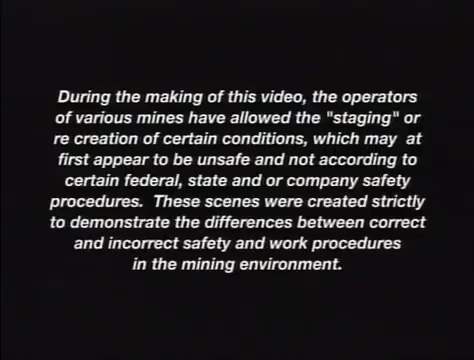 During the making of this video, the operators
of various mines have allowed the "staging" or
re creation of certain conditions, which may  at
first appear to be unsafe and not according to
certain federal, state and or company safety
procedures.  These scenes were created strictly
to demonstrate the differences between correct
and incorrect safety and work procedures
in the mining environment.